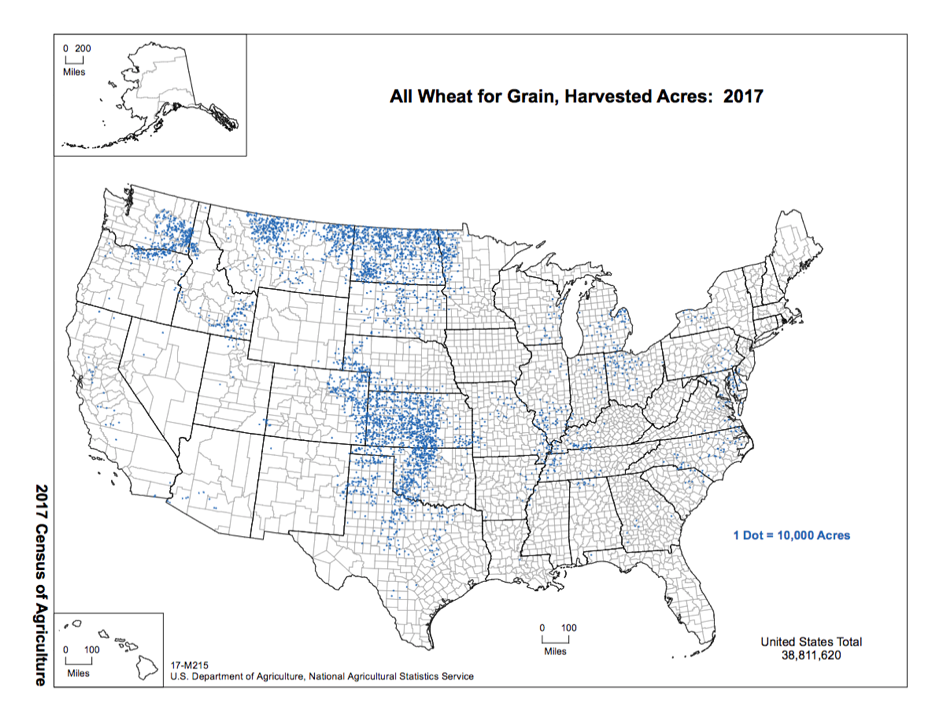 0 200
Miles
All Wheat for Grain, Harvested Acres: 2017
1 Dot = 10,000 Acres
2017 Census of Agriculture
0 100
Miles
17-M215
U.S. Department of Agriculture, National Agricultural Statistics Service
0 100
Miles
United States Total
38,811,620